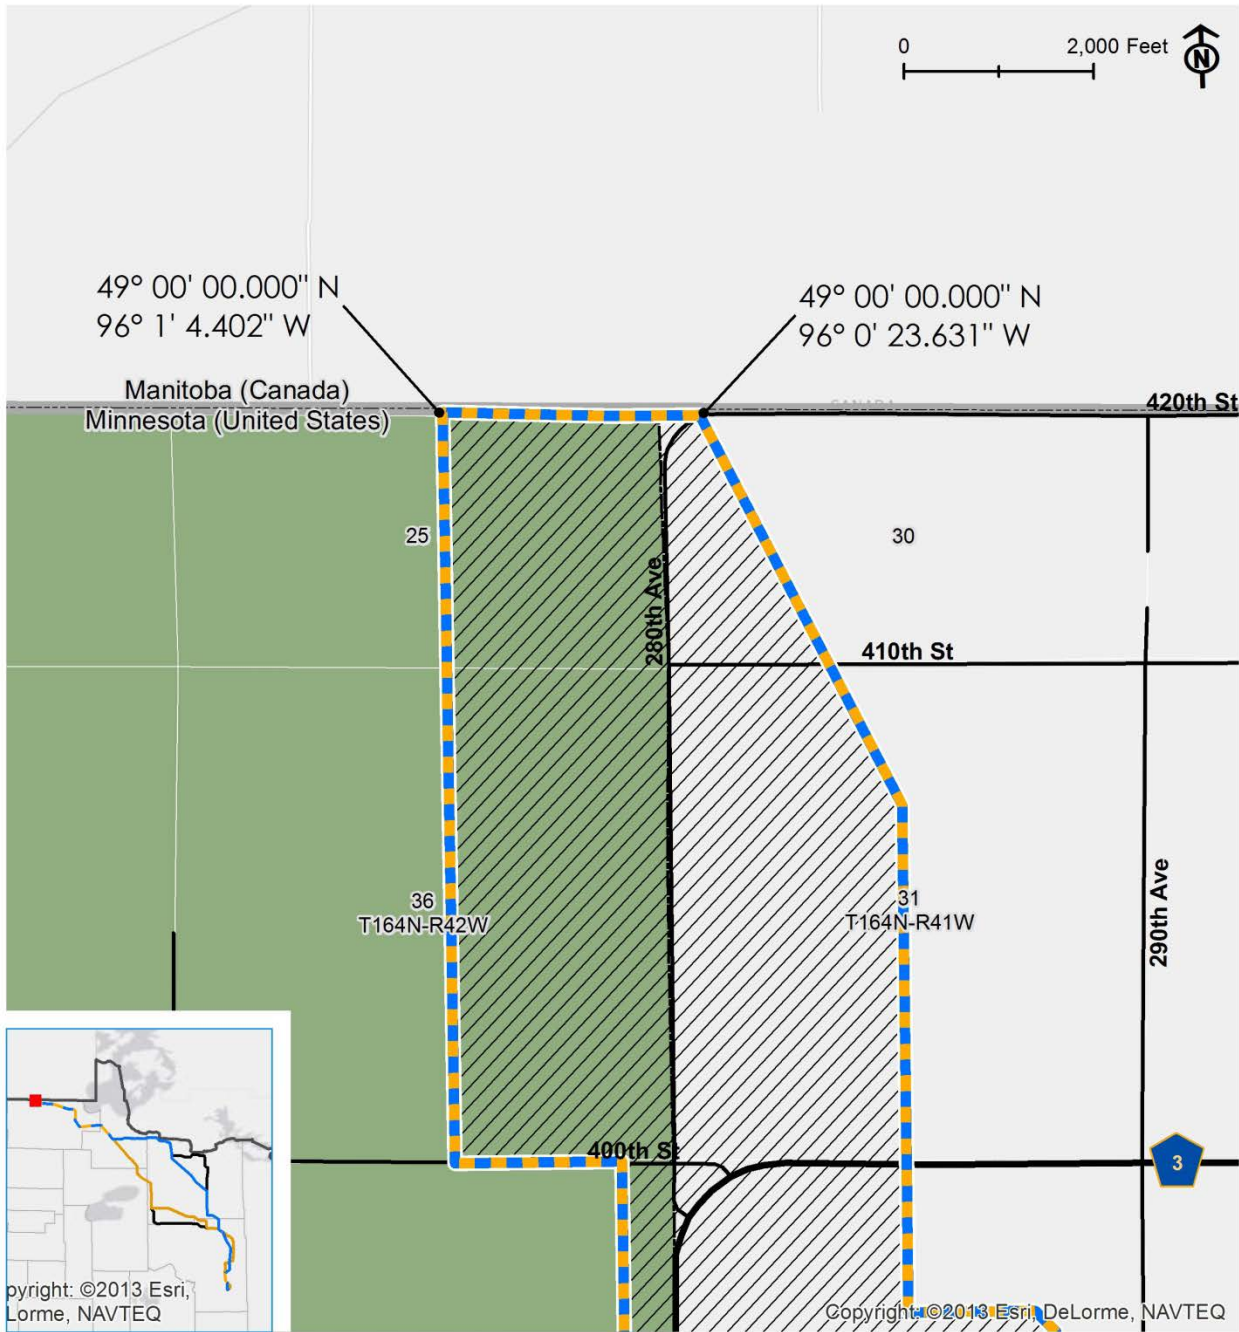 0 2,000 Feet
N
49° 00' 00.000" N
96° 1' 4.402" W
49° 00' 00.000" N
96° 0' 23.631" W
Manitoba (Canada)
Minnesota (United States)
CANADA
420th St
25
30
280th Ave
410th St
36
T164N-R42W
31
T164N-R41W
290th Ave
400th St
3
pyright: ©2013 Esri,
Lorme, NAVTEQ
Copyright: ©2013 Esri, DeLorme, NAVTEQ